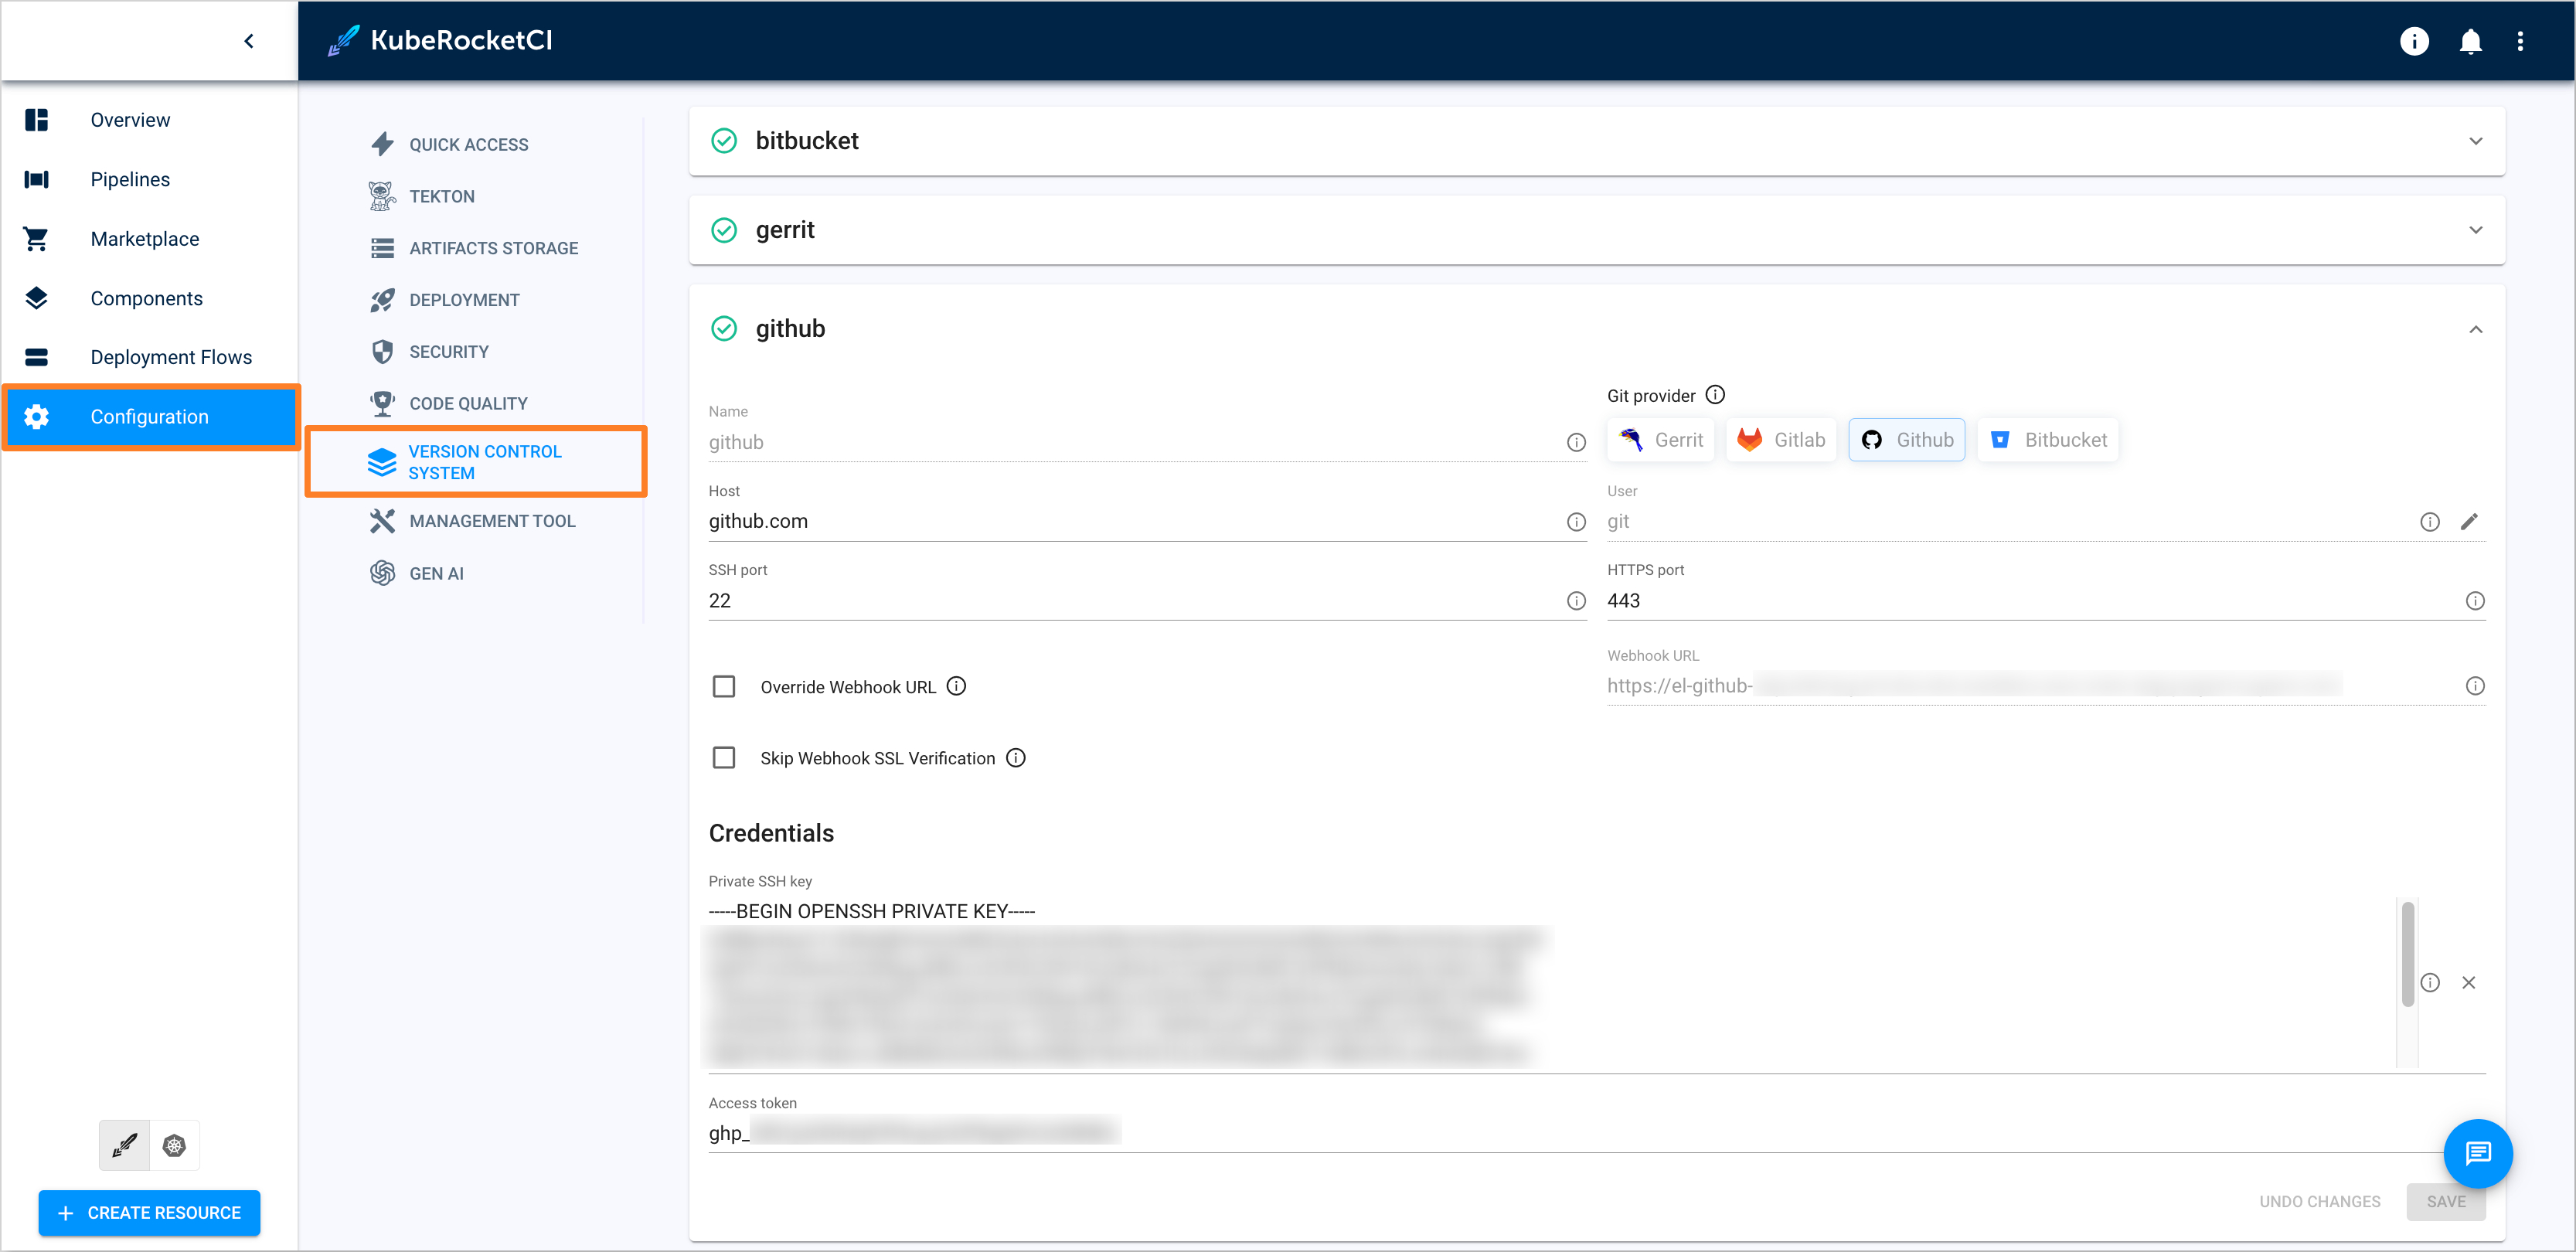 KubeRocketCI
Overview
Pipelines
Marketplace
Components
Deployment Flows
Configuration
CREATE RESOURCE
QUICK ACCESS
TEKTON
ARTIFACTS STORAGE
DEPLOYMENT
SECURITY
CODE QUALITY
VERSION CONTROL
SYSTEM
MANAGEMENT TOOL
GEN AI
bitbucket
gerrit
github
Name
github
Git provider
Gerrit
Gitlab
Github
Bitbucket
Host
github.com
User
git
SSH port
22
HTTPS port
443
Override Webhook URL
Webhook URL
https://el-github-
Skip Webhook SSL Verification
Credentials
Private SSH key
-----BEGIN OPENSSH PRIVATE KEY-----
Access token
ghp_
UNDO CHANGES
SAVE